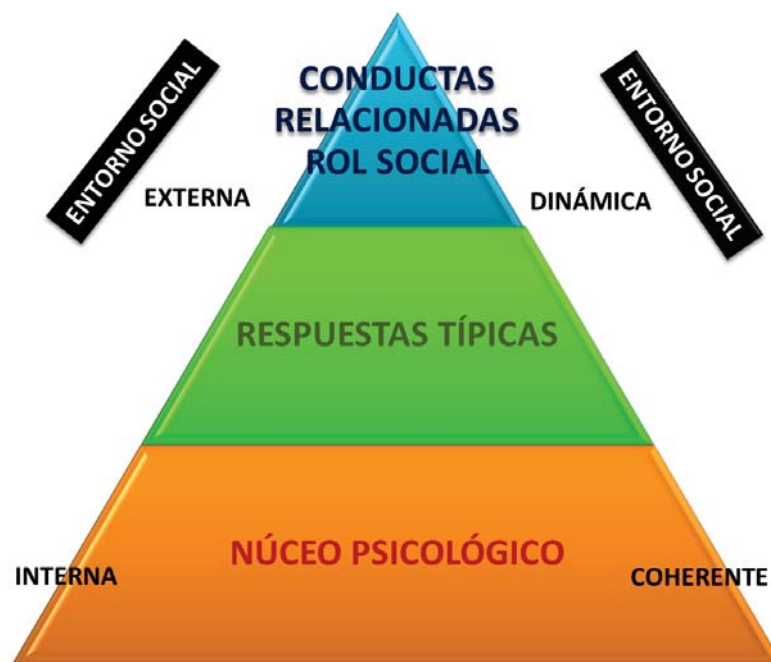 ENTORNO SOCIAL
CONDUCTAS
RELACIONADAS
ROL SOCIAL
ENTORNO SOCIAL
EXTERNA
DINÁMICA
RESPUESTAS TÍPICAS
NÚCEO PSICOLÓGICO
INTERNA
COHERENTE